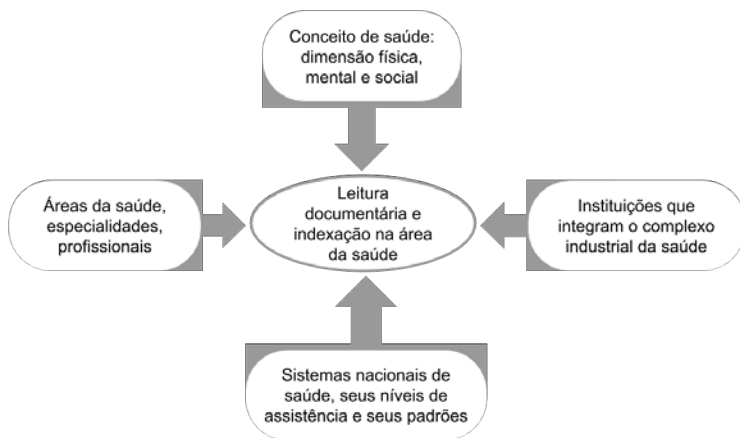 Conceito de saúde:
dimensão física,
mental e social
Áreas da saúde,
especialidades,
profissionais
Leitura
documentária e
indexação na área
da saúde
Instituições que
integram o complexo
industrial da saúde
Sistemas nacionais de
saúde, seus níveis de
assistência e seus padrões